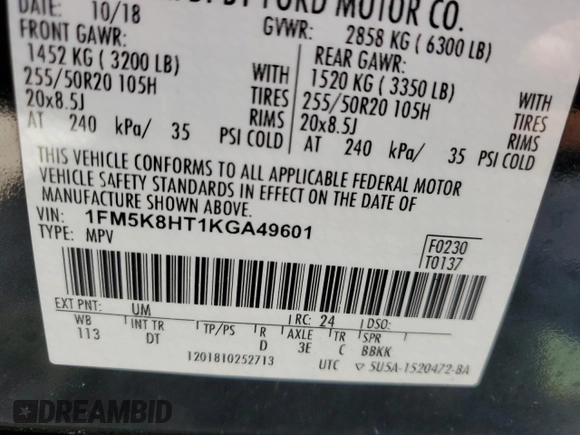 BY FORD MOTOR CO.
DATE: 10/18 GVWR: 2858 KG ( 6300 LB)
FRONT GAWR: REAR GAWR:
1452 KG ( 3200 LB) WITH 1520 KG ( 3350 LB) WITH
255/50R20 105H TIRES 255/50R20 105H TIRES
20x8.5J RIMS 20x8.5J RIMS
AT 240 kPa/ 35 PSI COLD AT 240 kPa/ 35 PSI COLD
THIS VEHICLE CONFORMS TO ALL APPLICABLE FEDERAL MOTOR
VEHICLE SAFETY STANDARDS IN EFFECT ON THE DATE OF
MANUFACTURE SHOWN ABOVE.
VIN: 1FM5K8HT1KGA49601
TYPE: MPV
F0230
T0137
EXT PNT: UM RC: 24 DSO:
WB INT TR TP/PS R AXLE TR SPR
113 DT D 3E C BBKK
1201810252713 UTC 5U5A-1520472-BA
DREAMBID